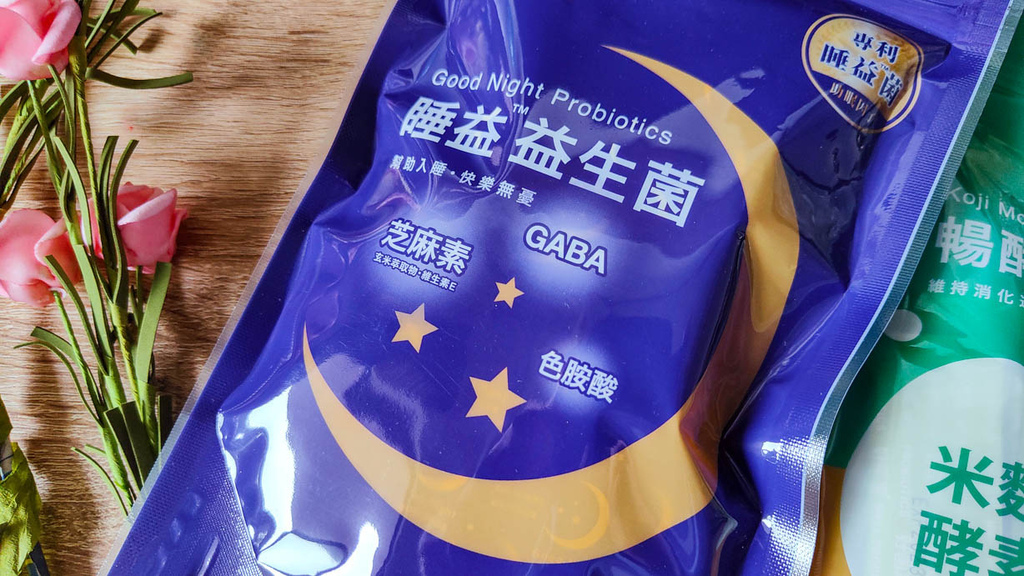 Good Night Probiotics
睡益™益生菌
幫助入睡・快樂無憂
芝麻素
玄米萃取物・維生素E
GABA
色胺酸
專利
睡益菌
Koji
暢
維持消化
米麴
酵素